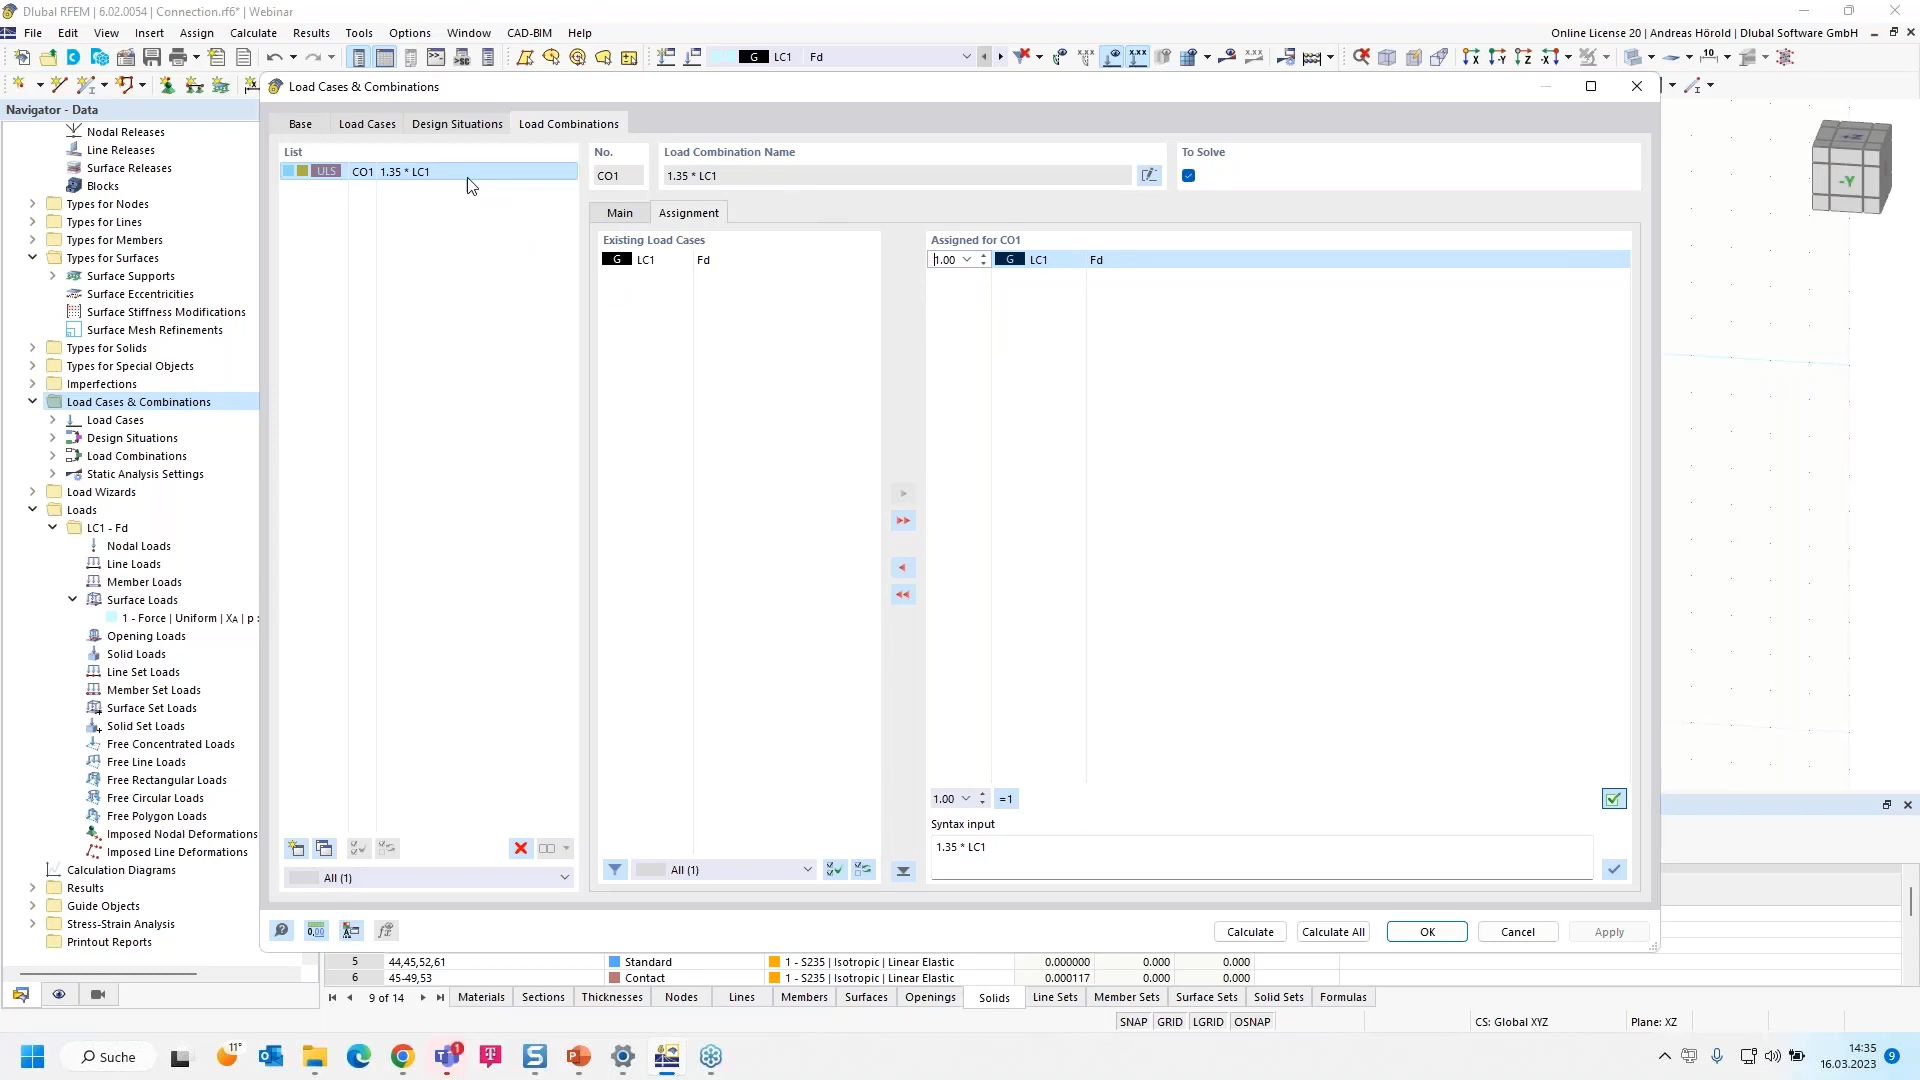 Dlubal RFEM | 6.02.0054 | Connection.rf6* | Webinar
File Edit View Insert Assign Calculate Results Tools Options Window CAD-BIM Help
Online License 20 | Andreas Hörold | Dlubal Software GmbH
G LC1 Fd
Navigator - Data
Nodal Releases
Line Releases
Surface Releases
Blocks
Types for Nodes
Types for Lines
Types for Members
Types for Surfaces
Surface Supports
Surface Eccentricities
Surface Stiffness Modifications
Surface Mesh Refinements
Types for Solids
Types for Special Objects
Imperfections
Load Cases & Combinations
Load Cases
Design Situations
Load Combinations
Static Analysis Settings
Load Wizards
Loads
LC1 - Fd
Nodal Loads
Line Loads
Member Loads
Surface Loads
1 - Force | Uniform | XA | p :
Opening Loads
Solid Loads
Line Set Loads
Member Set Loads
Surface Set Loads
Solid Set Loads
Free Concentrated Loads
Free Line Loads
Free Rectangular Loads
Free Circular Loads
Free Polygon Loads
Imposed Nodal Deformations
Imposed Line Deformations
Calculation Diagrams
Results
Guide Objects
Stress-Strain Analysis
Printout Reports
Load Cases & Combinations
Base Load Cases Design Situations Load Combinations
List
ULS CO1 1.35 * LC1
All (1)
No.
CO1
Load Combination Name
1.35 * LC1
To Solve
Main Assignment
Existing Load Cases
G LC1 Fd
All (1)
Assigned for CO1
1.00 G LC1 Fd
1.00 =1
Syntax input
1.35 * LC1
Calculate Calculate All OK Cancel Apply
-Y
5 44,45,52,61 Standard 1 - S235 | Isotropic | Linear Elastic 0.000000 0.000 0.000
6 45-49,53 Contact 1 - S235 | Isotropic | Linear Elastic 0.000117 0.000 0.000
9 of 14 Materials Sections Thicknesses Nodes Lines Members Surfaces Openings Solids Line Sets Member Sets Surface Sets Solid Sets Formulas
SNAP GRID LGRID OSNAP CS: Global XYZ Plane: XZ
Suche
11°
1
14:35
16.03.2023
9